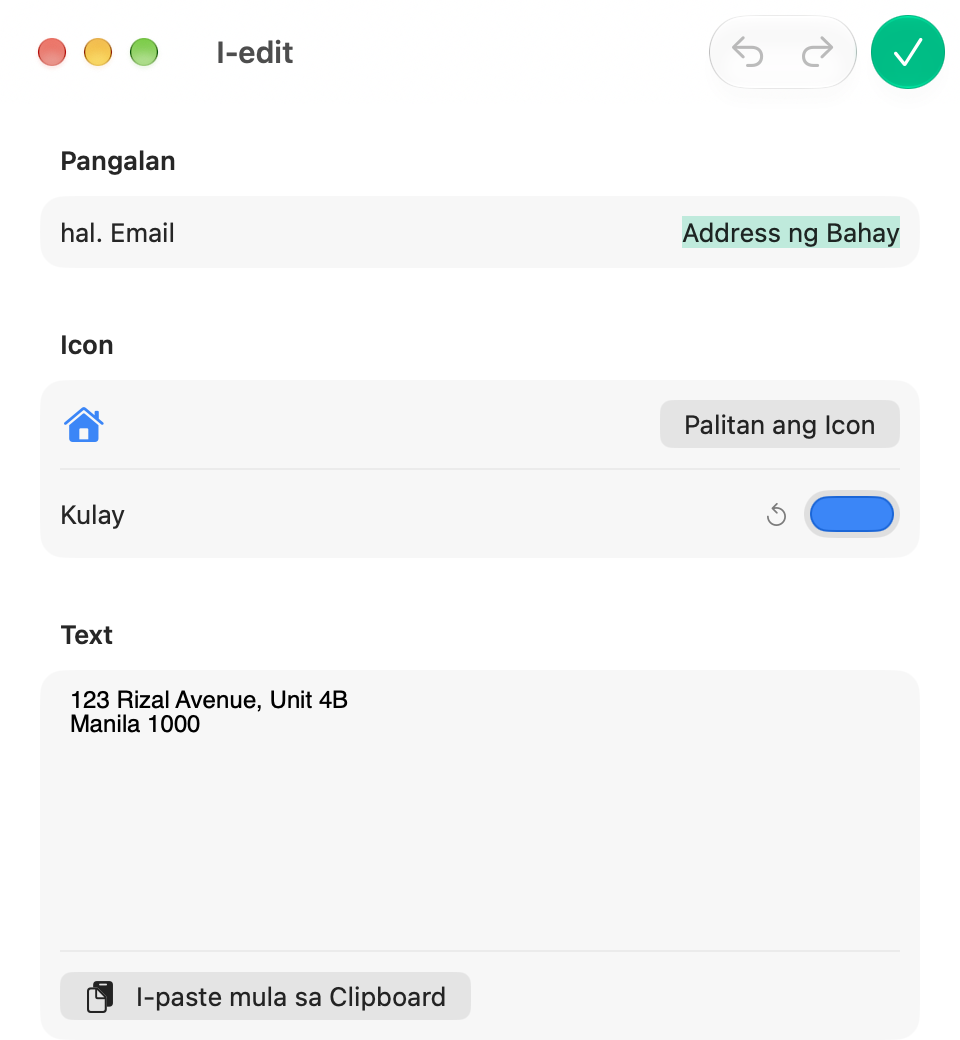 I-edit
Pangalan
hal. Email
Address ng Bahay
Icon
Palitan ang Icon
Kulay
Text
123 Rizal Avenue, Unit 4B
Manila 1000
I-paste mula sa Clipboard